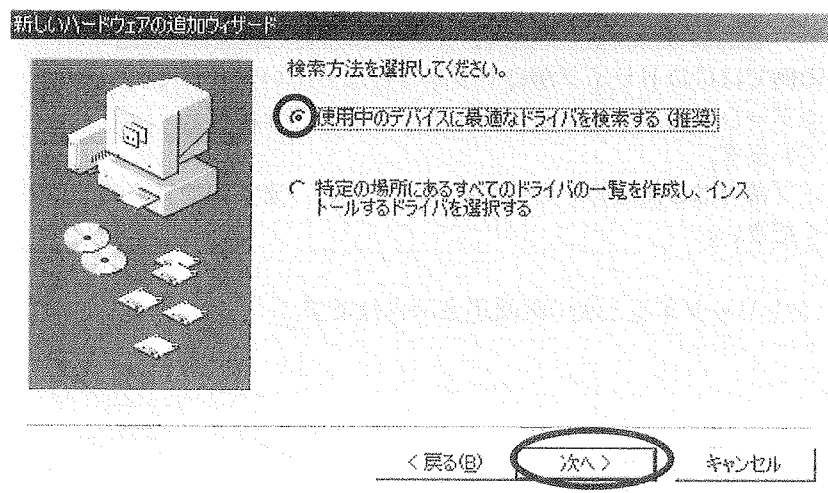 新しいハードウェアの追加ウィザード
検索方法を選択してください。
使用中のデバイスに最適なドライバを検索する (推奨)
特定の場所にあるすべてのドライバの一覧を作成し、インス
トールするドライバを選択する
< 戻る(B)
次へ >
キャンセル